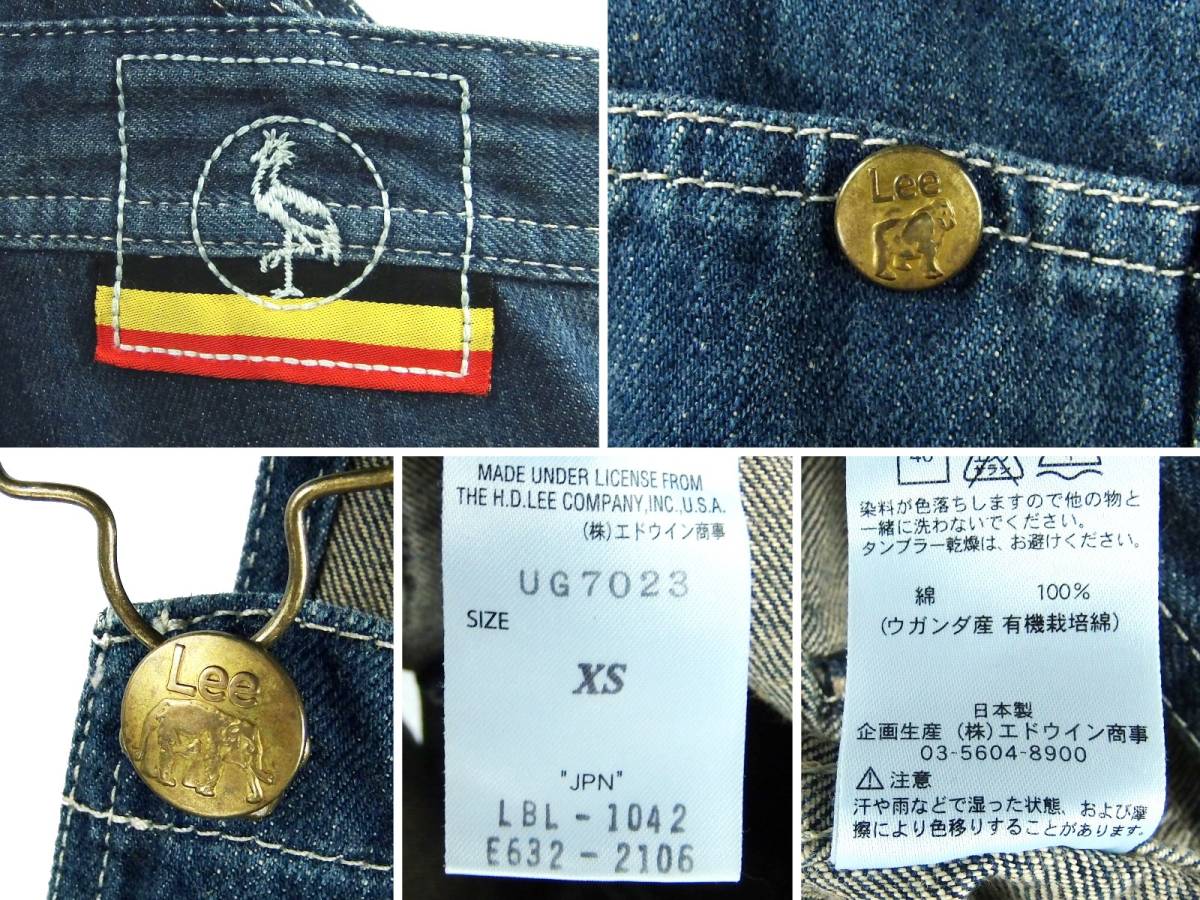 Lee
Lee
MADE UNDER LICENSE FROM
THE H.D.LEE COMPANY,INC.,U.S.A.
(株)エドウイン商事
UG7023
SIZE
XS
"JPN"
LBL-1042
E632-2106
40
染料が色落ちしますので他の物と
一緒に洗わないでください。
タンブラー乾燥は、お避けください。
綿 100%
(ウガンダ産 有機栽培綿)
日本製
企画生産 (株)エドウイン商事
03-5604-8900
⚠注意
汗や雨などで湿った状態、および摩
擦により色移りすることがあります。